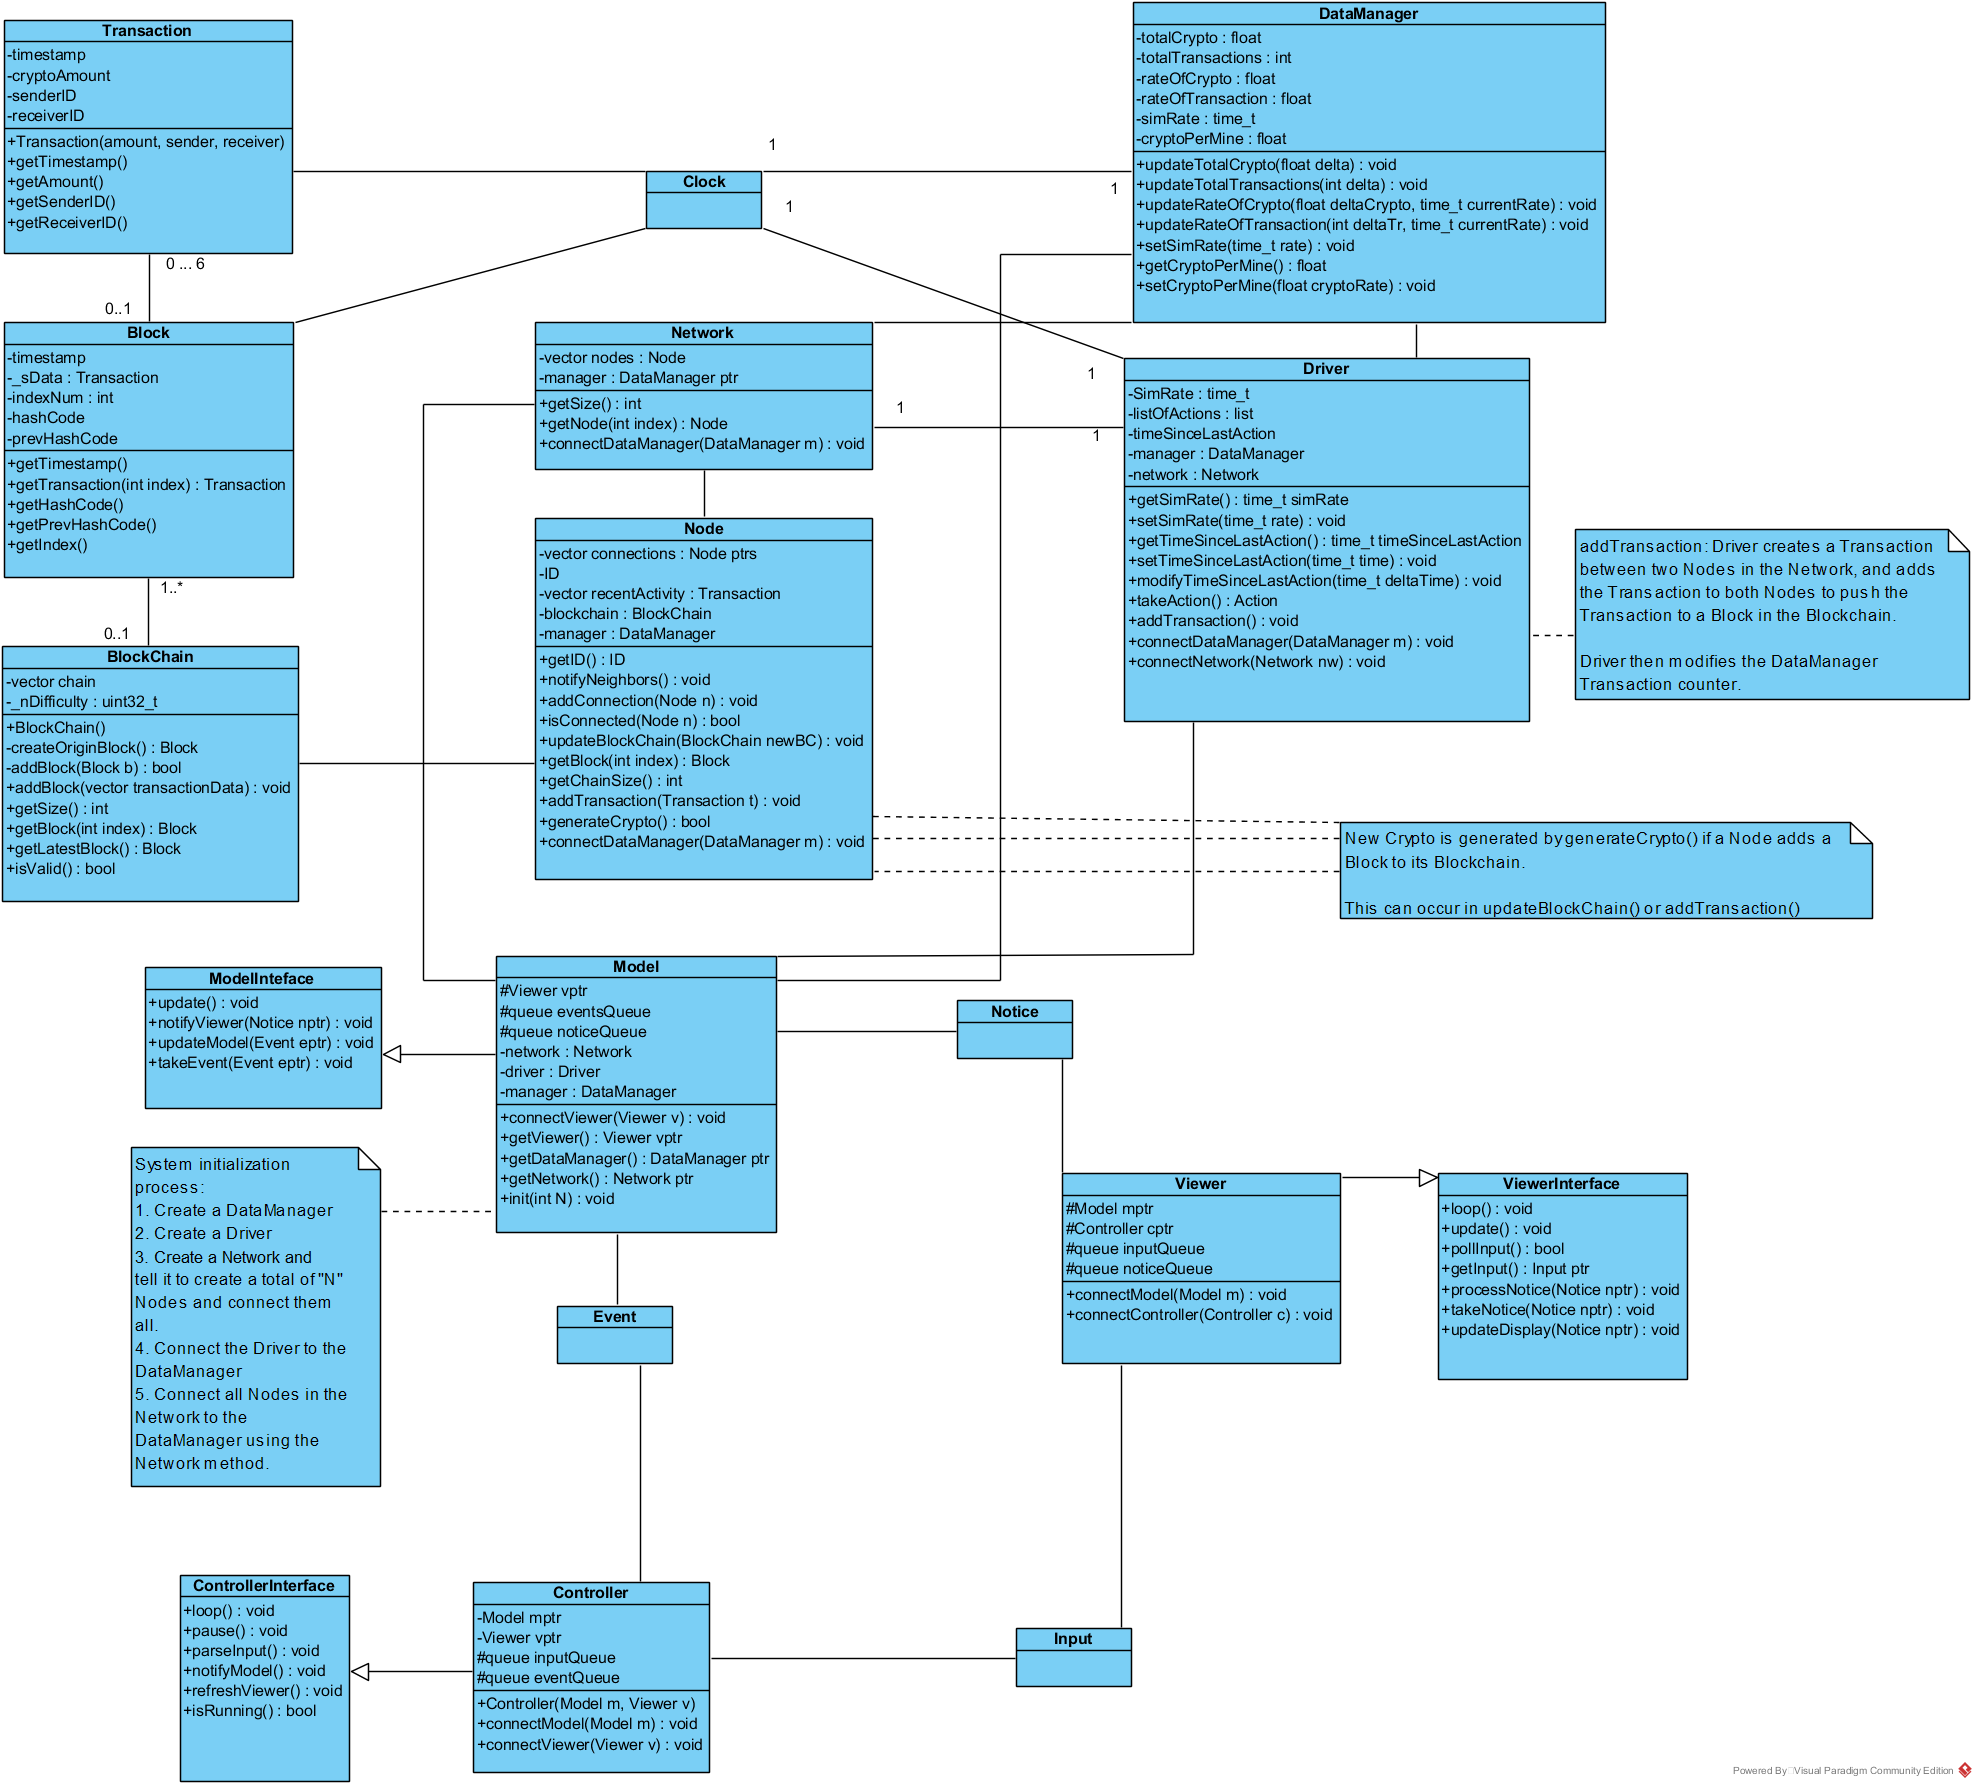 Transaction
-timestamp
-cryptoAmount
-senderID
-receiverID
+Transaction(amount, sender, receiver)
+getTimestamp()
+getAmount()
+getSenderID()
+getReceiverID()
0 ... 6
0..1
Block
-timestamp
-_sData : Transaction
-indexNum : int
-hashCode
-prevHashCode
+getTimestamp()
+getTransaction(int index) : Transaction
+getHashCode()
+getPrevHashCode()
+getIndex()
1..*
0..1
BlockChain
-vector chain
-_nDifficulty : uint32_t
+BlockChain()
-createOriginBlock() : Block
-addBlock(Block b) : bool
+addBlock(vector transactionData) : void
+getSize() : int
+getBlock(int index) : Block
+getLatestBlock() : Block
+isValid() : bool
Clock
1
1
1
1
DataManager
-totalCrypto : float
-totalTransactions : int
-rateOfCrypto : float
-rateOfTransaction : float
-simRate : time_t
-cryptoPerMine : float
+updateTotalCrypto(float delta) : void
+updateTotalTransactions(int delta) : void
+updateRateOfCrypto(float deltaCrypto, time_t currentRate) : void
+updateRateOfTransaction(int deltaTr, time_t currentRate) : void
+setSimRate(time_t rate) : void
+getCryptoPerMine() : float
+setCryptoPerMine(float cryptoRate) : void
Network
-vector nodes : Node
-manager : DataManager ptr
+getSize() : int
+getNode(int index) : Node
+connectDataManager(DataManager m) : void
1
1
Driver
-SimRate : time_t
-listOfActions : list
-timeSinceLastAction
-manager : DataManager
-network : Network
+getSimRate() : time_t simRate
+setSimRate(time_t rate) : void
+getTimeSinceLastAction() : time_t timeSinceLastAction
+setTimeSinceLastAction(time_t time) : void
+modifyTimeSinceLastAction(time_t deltaTime) : void
+takeAction() : Action
+addTransaction() : void
+connectDataManager(DataManager m) : void
+connectNetwork(Network nw) : void
addTransaction: Driver creates a Transaction
between two Nodes in the Network, and adds
the Transaction to both Nodes to push the
Transaction to a Block in the Blockchain.
Driver then modifies the DataManager
Transaction counter.
Node
-vector connections : Node ptrs
-ID
-vector recentActivity : Transaction
-blockchain : BlockChain
-manager : DataManager
+getID() : ID
+notifyNeighbors() : void
+addConnection(Node n) : void
+isConnected(Node n) : bool
+updateBlockChain(BlockChain newBC) : void
+getBlock(int index) : Block
+getChainSize() : int
+addTransaction(Transaction t) : void
+generateCrypto() : bool
+connectDataManager(DataManager m) : void
New Crypto is generated by generateCrypto() if a Node adds a
Block to its Blockchain.
This can occur in updateBlockChain() or addTransaction()
ModelInteface
+update() : void
+notifyViewer(Notice nptr) : void
+updateModel(Event eptr) : void
+takeEvent(Event eptr) : void
Model
#Viewer vptr
#queue eventsQueue
#queue noticeQueue
-network : Network
-driver : Driver
-manager : DataManager
+connectViewer(Viewer v) : void
+getViewer() : Viewer vptr
+getDataManager() : DataManager ptr
+getNetwork() : Network ptr
+init(int N) : void
Notice
System initialization
process:
1. Create a DataManager
2. Create a Driver
3. Create a Network and
tell it to create a total of "N"
Nodes and connect them
all.
4. Connect the Driver to the
DataManager
5. Connect all Nodes in the
Network to the
DataManager using the
Network method.
Viewer
#Model mptr
#Controller cptr
#queue inputQueue
#queue noticeQueue
+connectModel(Model m) : void
+connectController(Controller c) : void
ViewerInterface
+loop() : void
+update() : void
+pollInput() : bool
+getInput() : Input ptr
+processNotice(Notice nptr) : void
+takeNotice(Notice nptr) : void
+updateDisplay(Notice nptr) : void
Event
ControllerInterface
+loop() : void
+pause() : void
+parseInput() : void
+notifyModel() : void
+refreshViewer() : void
+isRunning() : bool
Controller
-Model mptr
-Viewer vptr
#queue inputQueue
#queue eventQueue
+Controller(Model m, Viewer v)
+connectModel(Model m) : void
+connectViewer(Viewer v) : void
Input
Powered By Visual Paradigm Community Edition